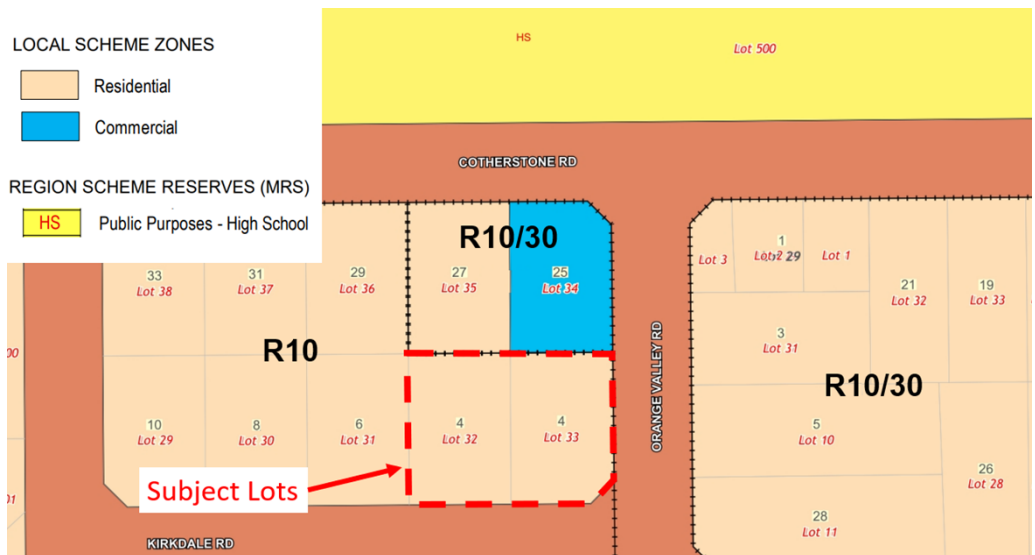 LOCAL SCHEME ZONES
Residential
Commercial
REGION SCHEME RESERVES (MRS)
HS
Public Purposes - High School
HS
Lot 500
COTHERSTONE RD
R10/30
33
Lot 38
31
Lot 37
29
Lot 36
27
Lot 35
25
Lot 34
Lot 3
1
Lot 2
29
Lot 1
21
Lot 32
19
Lot 33
3
Lot 31
R10
R10/30
ORANGE VALLEY RD
10
Lot 29
8
Lot 30
6
Lot 31
4
Lot 32
4
Lot 33
5
Lot 10
26
Lot 28
Subject Lots
28
Lot 11
KIRKDALE RD